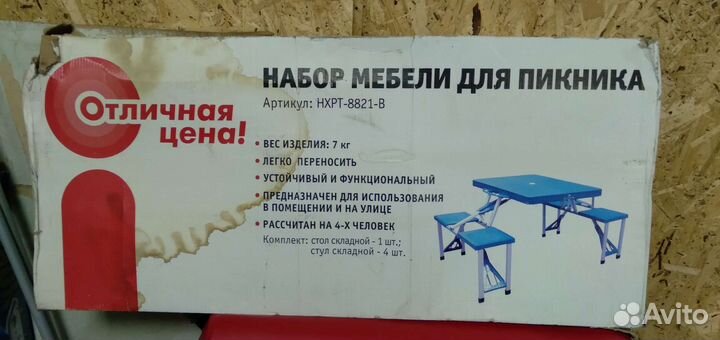 Отличная
цена!
НАБОР МЕБЕЛИ ДЛЯ ПИКНИКА
Артикул: HXPT-8821-B
• ВЕС ИЗДЕЛИЯ: 7 кг
• ЛЕГКО ПЕРЕНОСИТЬ
• УСТОЙЧИВЫЙ И ФУНКЦИОНАЛЬНЫЙ
• ПРЕДНАЗНАЧЕН ДЛЯ ИСПОЛЬЗОВАНИЯ
В ПОМЕЩЕНИИ И НА УЛИЦЕ
• РАССЧИТАН НА 4-Х ЧЕЛОВЕК
Комплект: стол складной - 1 шт.;
стул складной - 4 шт.
Avito